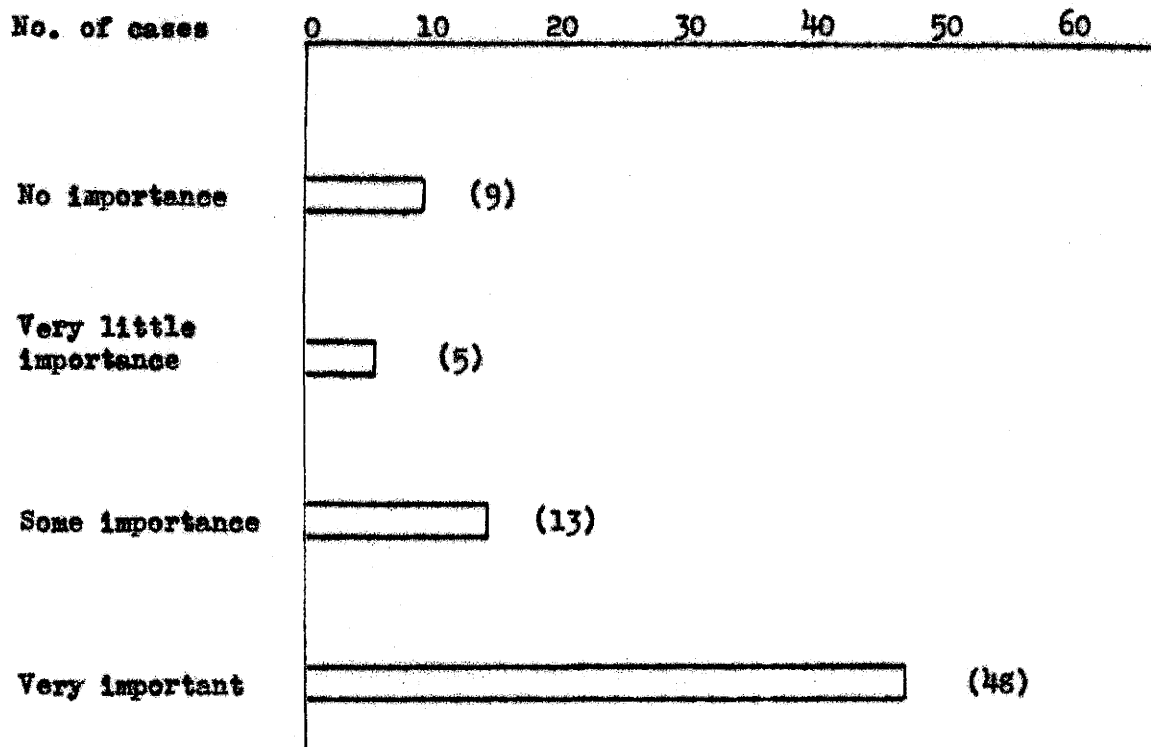 No. of cases 0 10 20 30 40 50 60
No importance (9)
Very little
importance (5)
Some importance (13)
Very important (48)